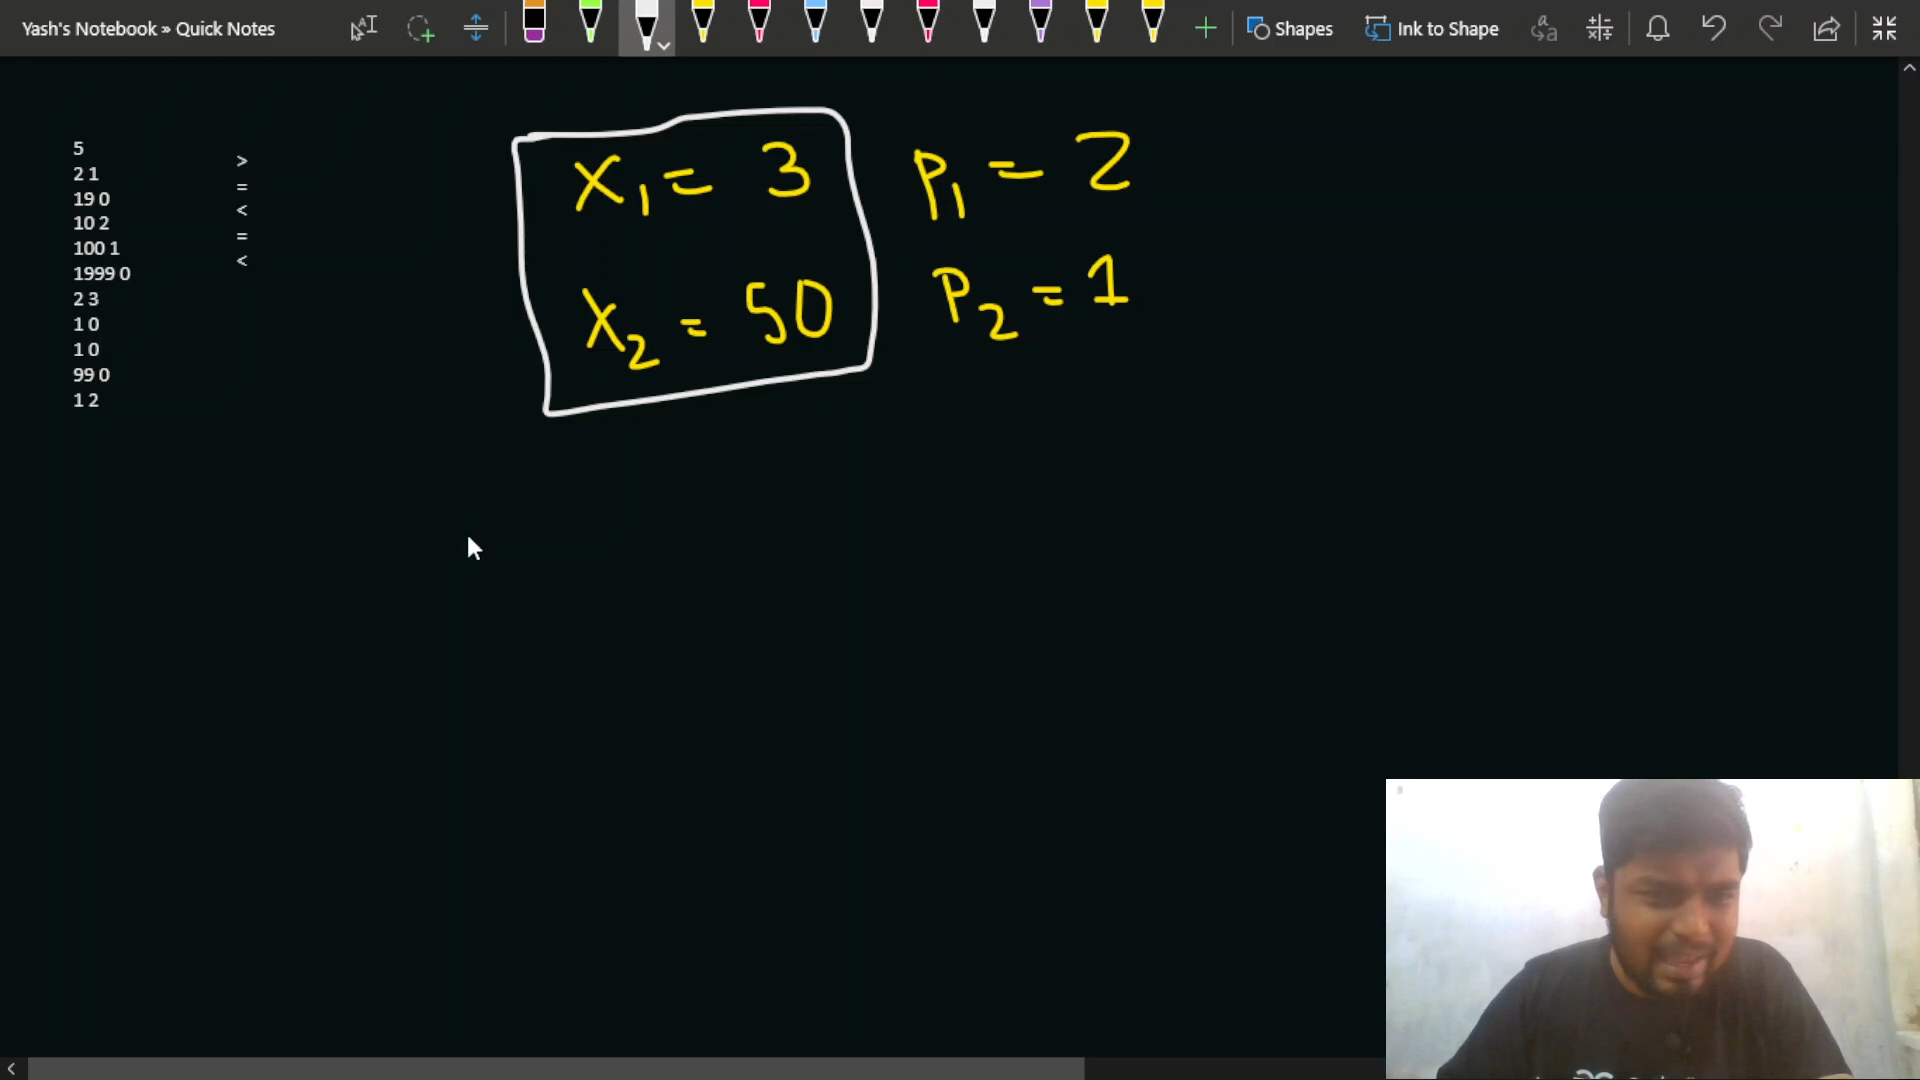 Yash's Notebook » Quick Notes
Shapes
Ink to Shape
5
2 1
19 0
10 2
100 1
1999 0
2 3
1 0
1 0
99 0
1 2
>
=
<
=
<
x1 = 3
p1 = 2
x2 = 50
p2 = 1